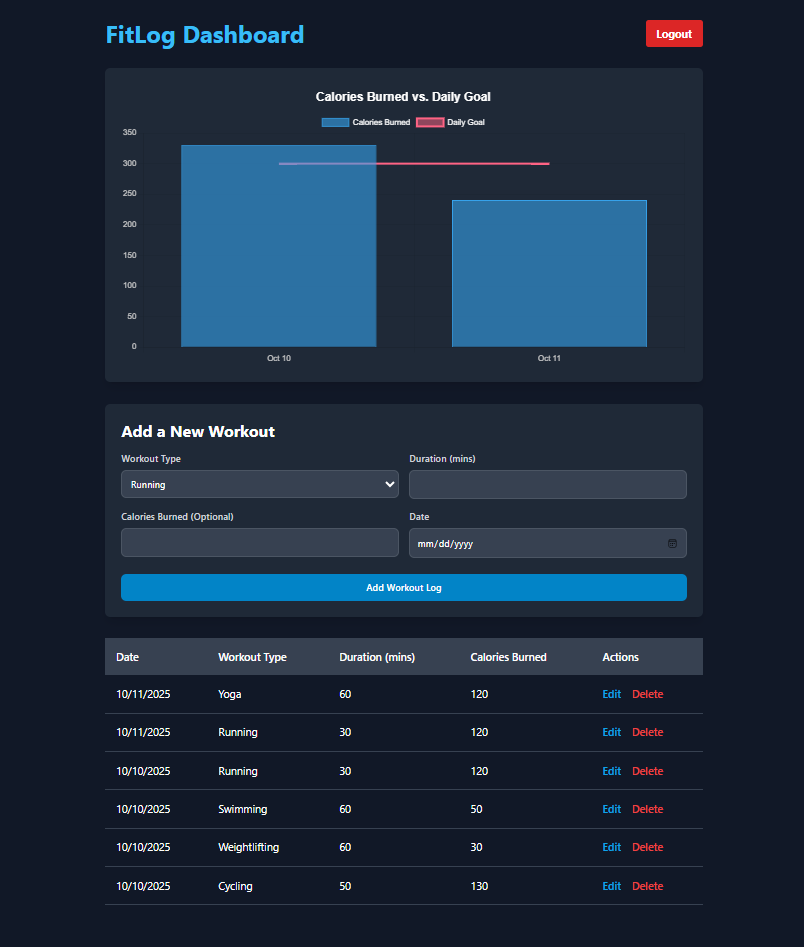 FitLog Dashboard
Logout
Calories Burned vs. Daily Goal
Calories Burned Daily Goal
350
300
250
200
150
100
50
0
Oct 10 Oct 11
Add a New Workout
Workout Type Duration (mins)
Running
Calories Burned (Optional) Date
mm/dd/yyyy
Add Workout Log
Date Workout Type Duration (mins) Calories Burned Actions
10/11/2025 Yoga 60 120 Edit Delete
10/11/2025 Running 30 120 Edit Delete
10/10/2025 Running 30 120 Edit Delete
10/10/2025 Swimming 60 50 Edit Delete
10/10/2025 Weightlifting 60 30 Edit Delete
10/10/2025 Cycling 50 130 Edit Delete